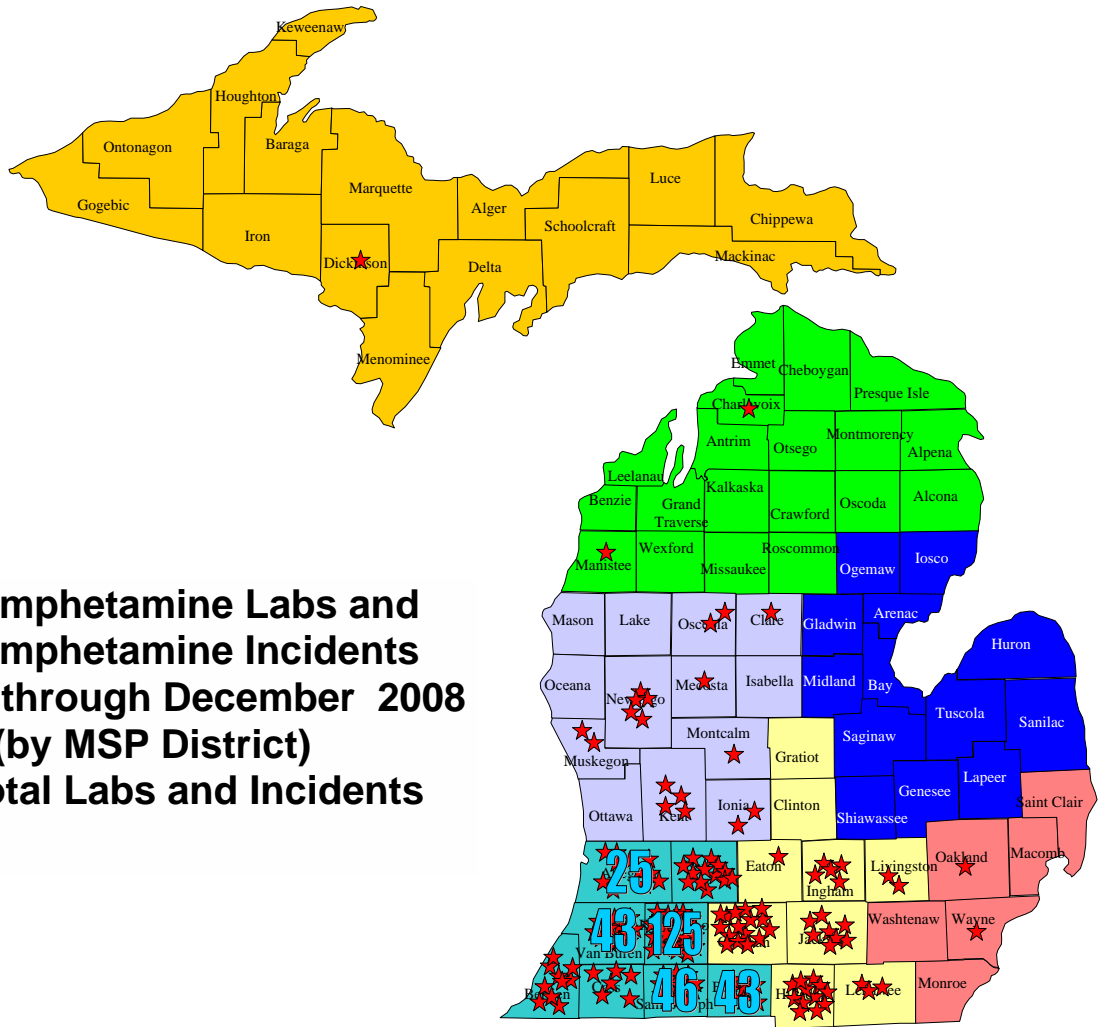 Keweenaw
Houghton
Ontonagon
Baraga
Marquette
Luce
Gogebic
Alger
Chippewa
Iron
Schoolcraft
Mackinac
Delta
Menominee
Emmet
Cheboygan
Presque Isle
Antrim
Otsego
Montmorency
Alpena
Leelanau
Kalkaska
Benzie
Grand
Traverse
Crawford
Oscoda
Alcona
Wexford
Roscommon
Manistee
Missaukee
Ogemaw
Iosco
mphetamine Labs and
mphetamine Incidents
through December 2008
(by MSP District)
otal Labs and Incidents
Mason
Lake
Clare
Gladwin
Arenac
Huron
Oceana
Mecosta
Isabella
Midland
Bay
Tuscola
Sanilac
Montcalm
Saginaw
Muskegon
Gratiot
Lapeer
Genesee
Saint Clair
Ottawa
Kent
Ionia
Clinton
Shiawassee
25
Eaton
Ingham
Livingston
Oakland
Macomb
43
125
Van Buren
Washtenaw
Wayne
46
43
Monroe